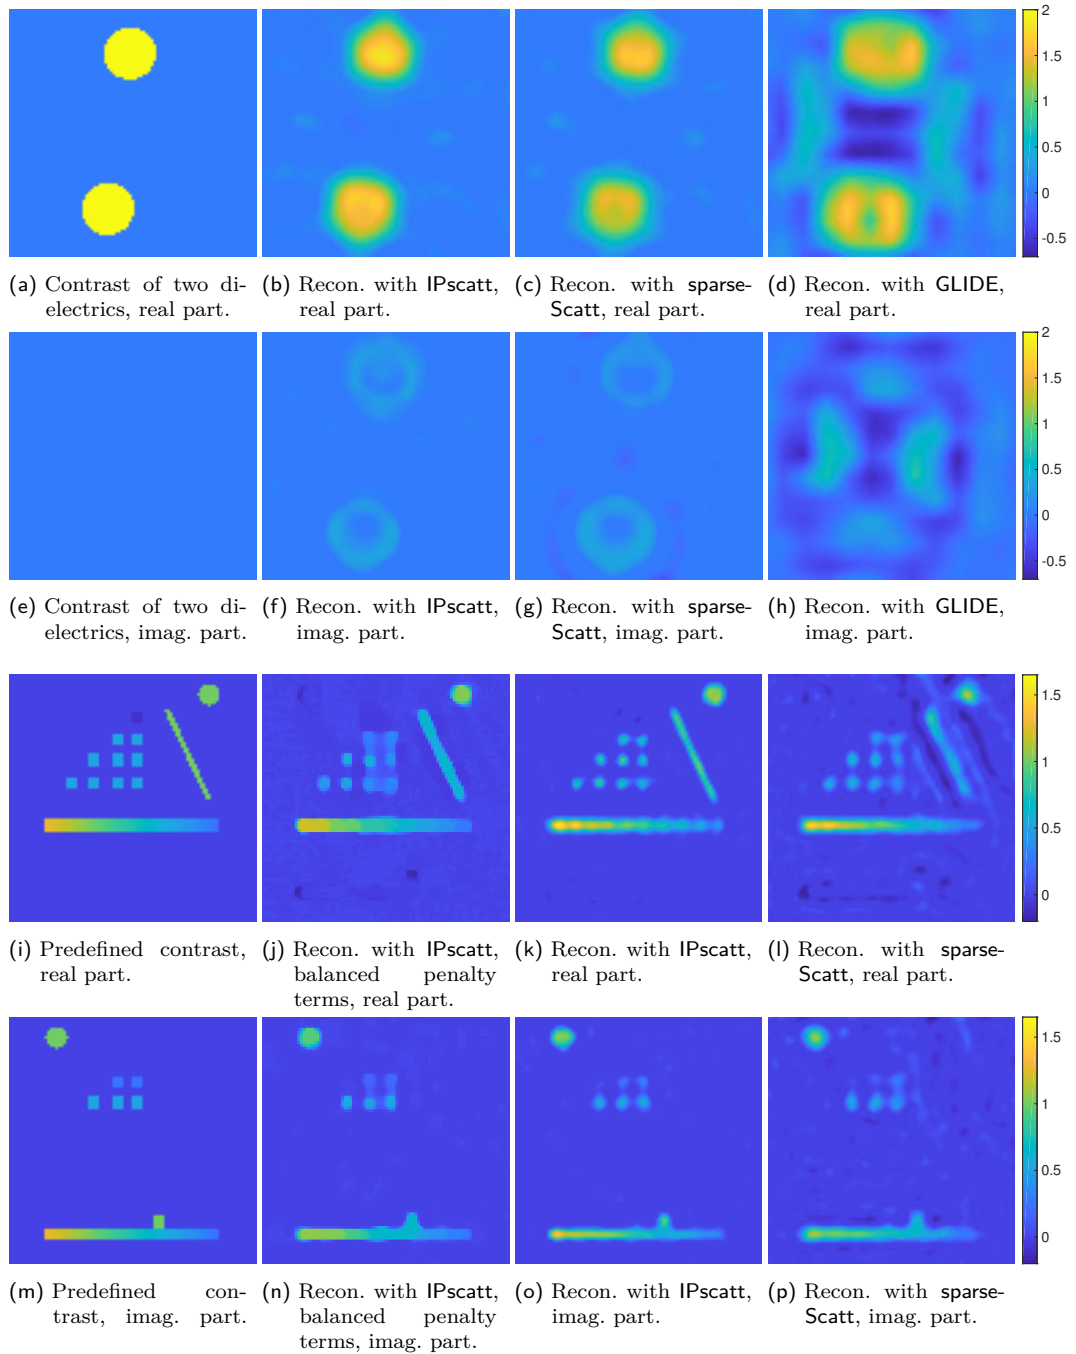 2
1.5
1
0.5
0
-0.5
(a) Contrast of two di-
electrics, real part.
(b) Recon. with IPscatt,
real part.
(c) Recon. with sparse-
Scatt, real part.
(d) Recon. with GLIDE,
real part.
2
1.5
1
0.5
0
-0.5
(e) Contrast of two di-
electrics, imag. part.
(f) Recon. with IPscatt,
imag. part.
(g) Recon. with sparse-
Scatt, imag. part.
(h) Recon. with GLIDE,
imag. part.
1.5
1
0.5
0
(i) Predefined contrast,
real part.
(j) Recon. with IPscatt,
balanced penalty
terms, real part.
(k) Recon. with IPscatt,
real part.
(l) Recon. with sparse-
Scatt, real part.
1.5
1
0.5
0
(m) Predefined con-
trast, imag. part.
(n) Recon. with IPscatt,
balanced penalty
terms, imag. part.
(o) Recon. with IPscatt,
imag. part.
(p) Recon. with sparse-
Scatt, imag. part.